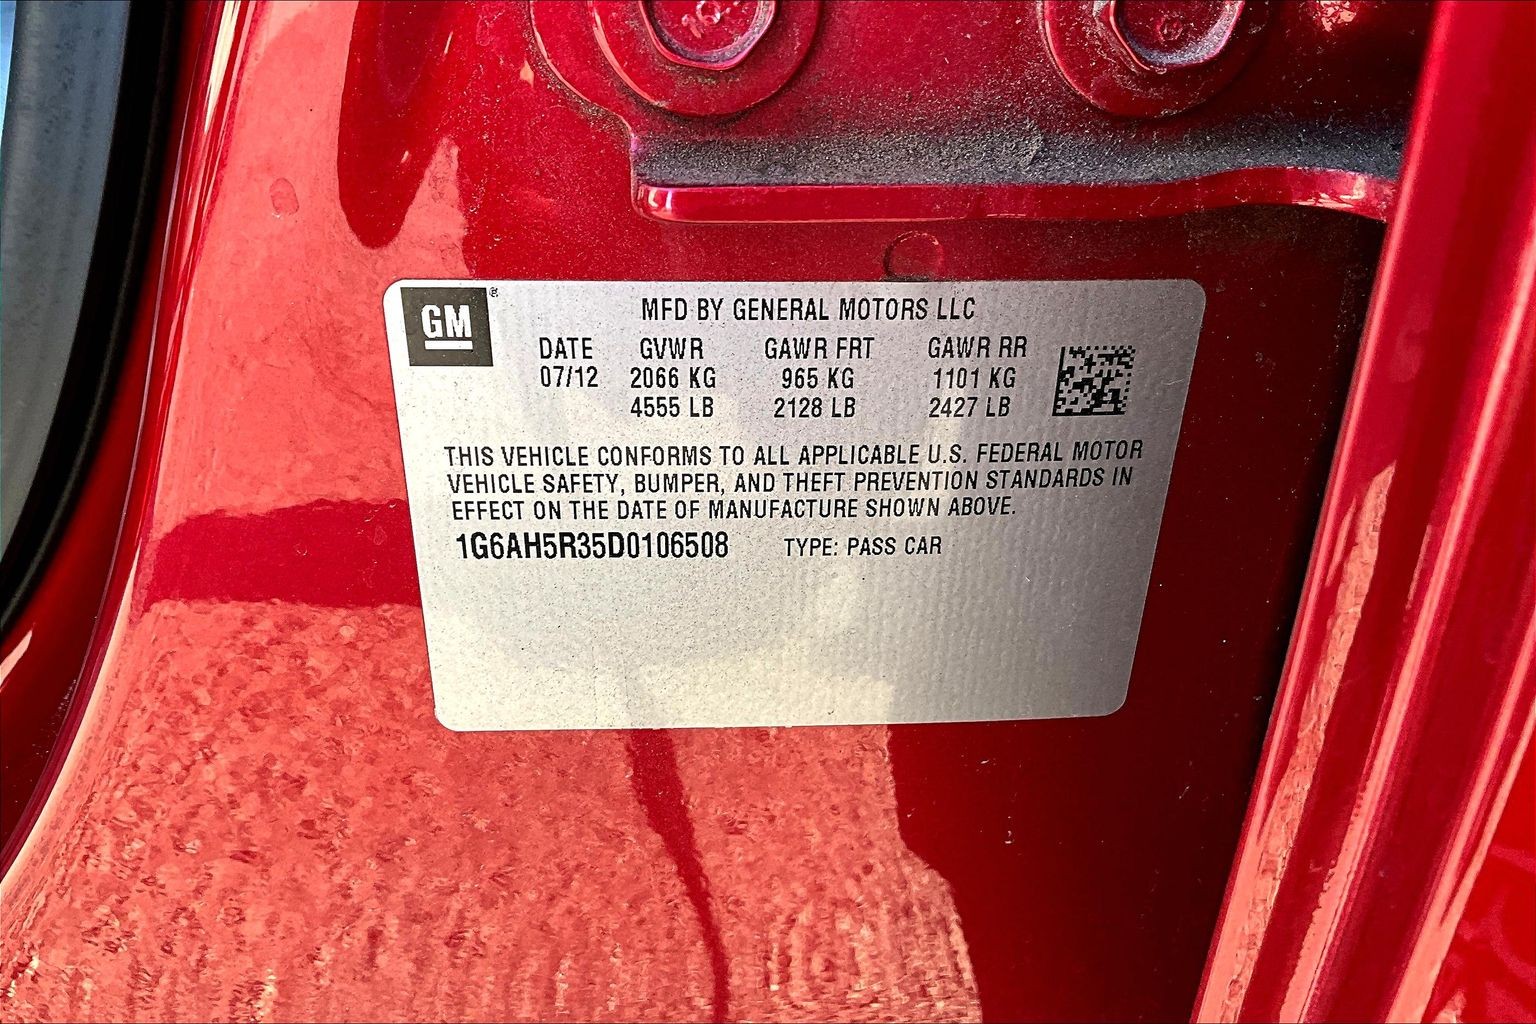 GM ®
MFD BY GENERAL MOTORS LLC
DATE GVWR GAWR FRT GAWR RR
07/12 2066 KG 965 KG 1101 KG
4555 LB 2128 LB 2427 LB
THIS VEHICLE CONFORMS TO ALL APPLICABLE U.S. FEDERAL MOTOR
VEHICLE SAFETY, BUMPER, AND THEFT PREVENTION STANDARDS IN
EFFECT ON THE DATE OF MANUFACTURE SHOWN ABOVE.
1G6AH5R35D0106508 TYPE: PASS CAR